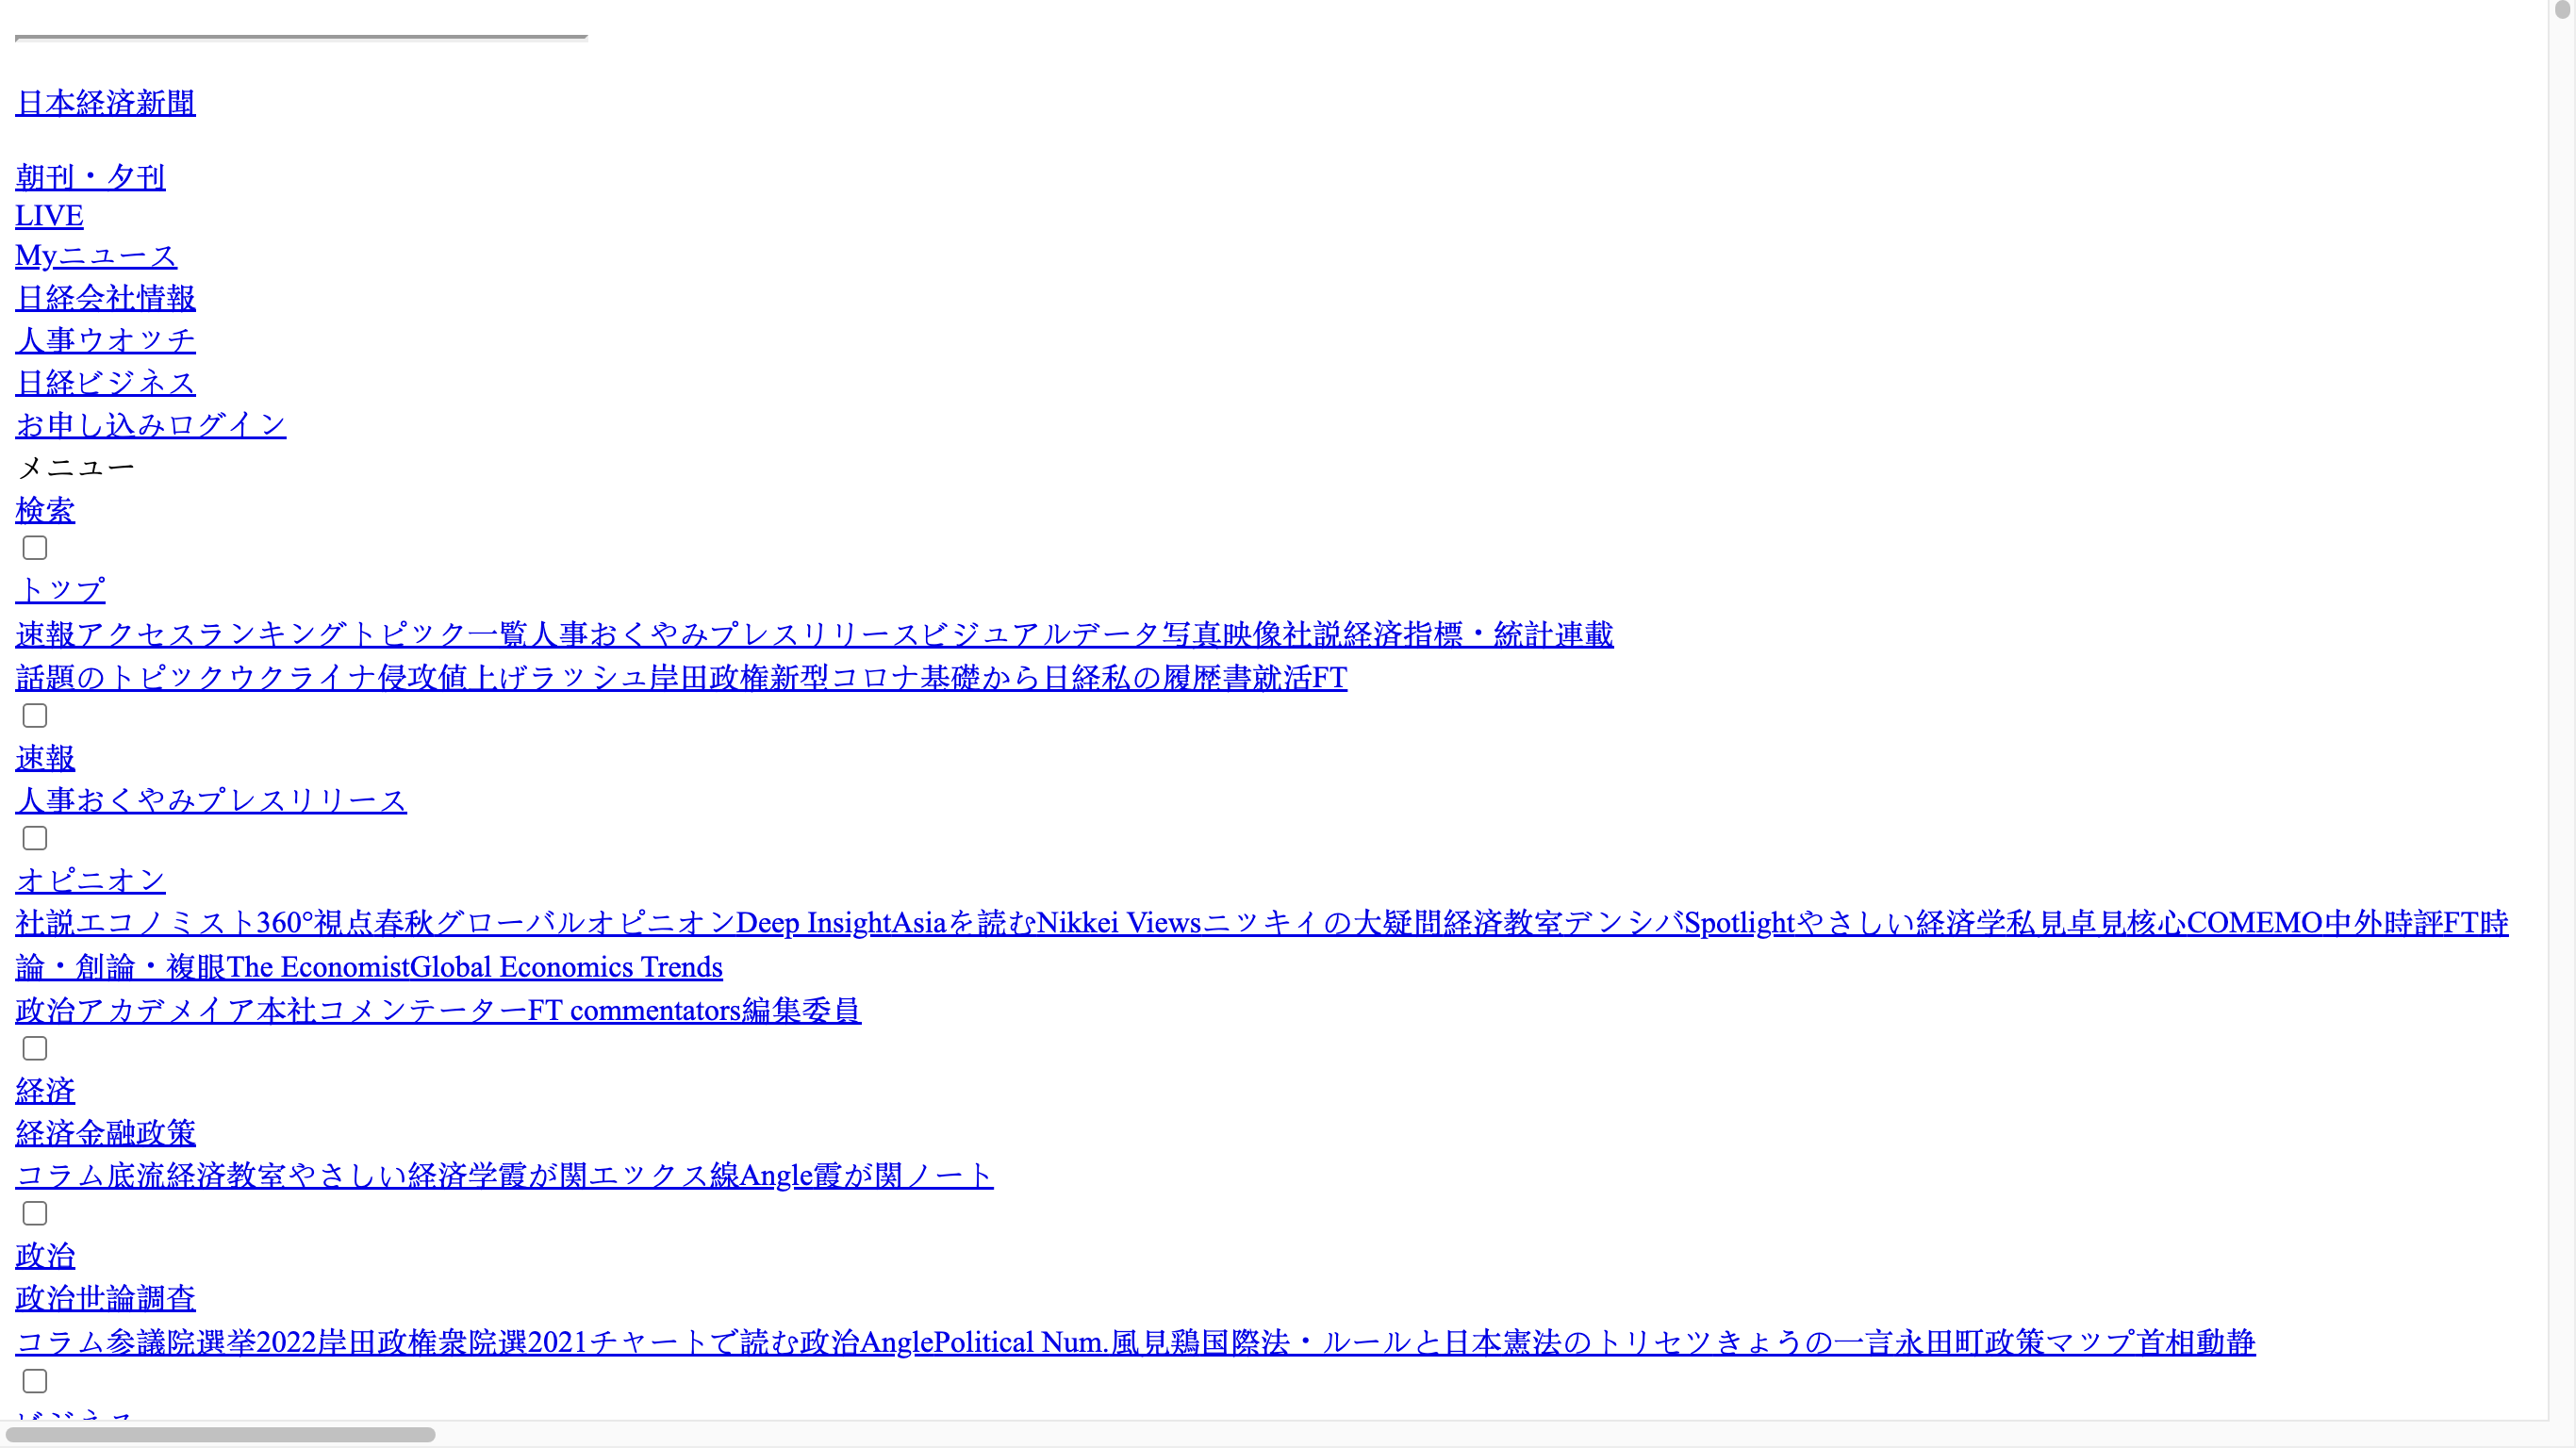 日本経済新聞
朝刊・夕刊
LIVE
Myニュース
日経会社情報
人事ウオッチ
日経ビジネス
お申し込みログイン
メニュー
検索
トップ
速報アクセスランキングトピック一覧人事おくやみプレスリリースビジュアルデータ写真映像社説経済指標・統計連載
話題のトピックウクライナ侵攻値上げラッシュ岸田政権新型コロナ基礎から日経私の履歴書就活FT
速報
人事おくやみプレスリリース
オピニオン
社説エコノミスト360°視点春秋グローバルオピニオンDeep InsightAsiaを読むNikkei Viewsニッキィの大疑問経済教室デンシバSpotlightやさしい経済学私見卓見核心COMEMO中外時評FT時
論・創論・複眼The EconomistGlobal Economics Trends
政治アカデメイア本社コメンテーターFT commentators編集委員
経済
経済金融政策
コラム底流経済教室やさしい経済学霞が関エックス線Angle霞が関ノート
政治
政治世論調査
コラム参議院選挙2022岸田政権衆院選2021チャートで読む政治AnglePolitical Num.風見鶏国際法・ルールと日本憲法のトリセツきょうの一言永田町政策マップ首相動静
ビジネス